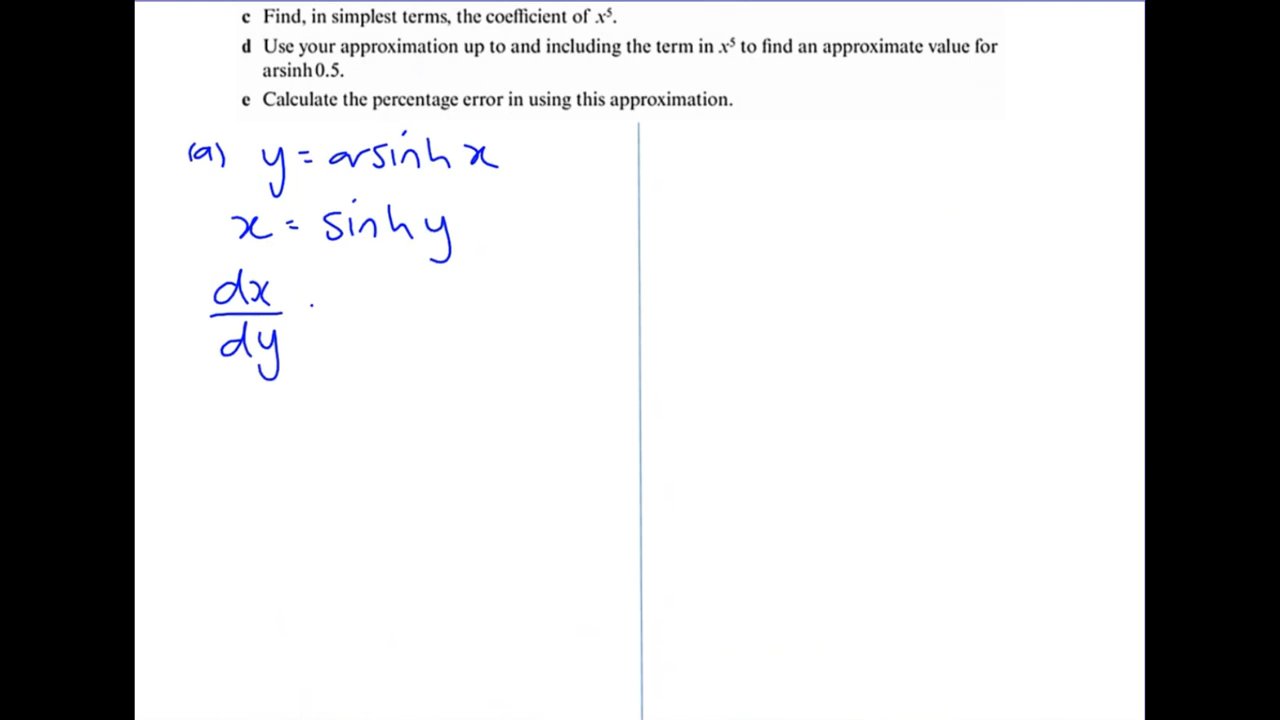 c Find, in simplest terms, the coefficient of x⁵.
d Use your approximation up to and including the term in x⁵ to find an approximate value for
arsinh 0.5.
e Calculate the percentage error in using this approximation.
(a) y = arsinh x
x = sinh y
dx
dy